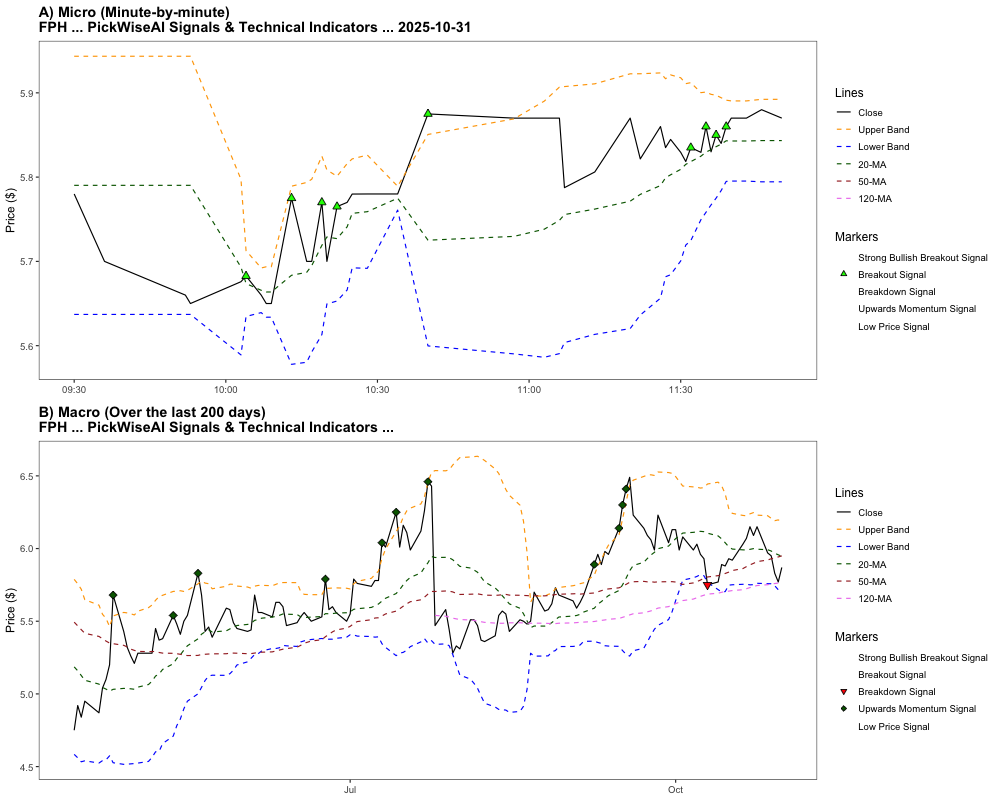 A) Micro (Minute-by-minute)
FPH ... PickWiseAI Signals & Technical Indicators ... 2025-10-31
Price ($)
5.9
5.8
5.7
5.6
09:30
10:00
10:30
11:00
11:30
Lines
Close
Upper Band
Lower Band
20-MA
50-MA
120-MA
Markers
Strong Bullish Breakout Signal
Breakout Signal
Breakdown Signal
Upwards Momentum Signal
Low Price Signal
B) Macro (Over the last 200 days)
FPH ... PickWiseAI Signals & Technical Indicators ...
Price ($)
6.5
6.0
5.5
5.0
4.5
Jul
Oct
Lines
Close
Upper Band
Lower Band
20-MA
50-MA
120-MA
Markers
Strong Bullish Breakout Signal
Breakout Signal
Breakdown Signal
Upwards Momentum Signal
Low Price Signal